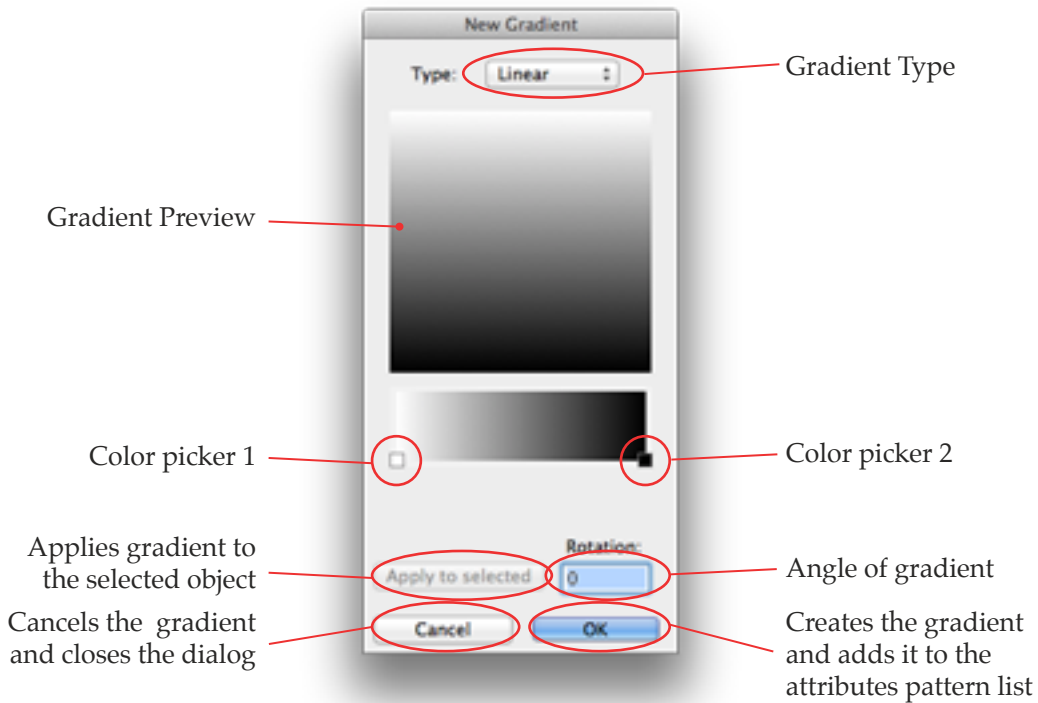 New Gradient
Type: Linear
Gradient Type
Gradient Preview
Color picker 1
Color picker 2
Applies gradient to
the selected object
Rotation:
Apply to selected
0
Angle of gradient
Cancels the gradient
and closes the dialog
Cancel
OK
Creates the gradient
and adds it to the
attributes pattern list